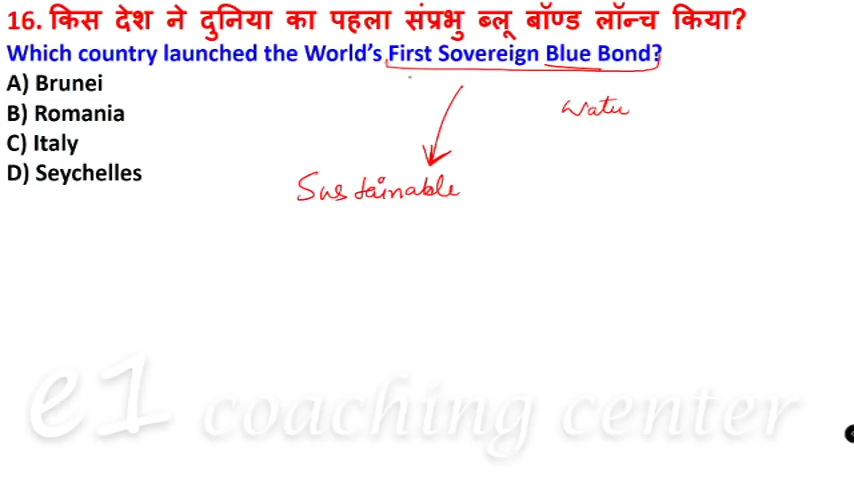 16. किस देश ने दुनिया का पहला संप्रभु ब्लू बॉण्ड लॉन्च किया?
Which country launched the World's First Sovereign Blue Bond?
A) Brunei
B) Romania
C) Italy
D) Seychelles
Sustainable
e1 coaching center